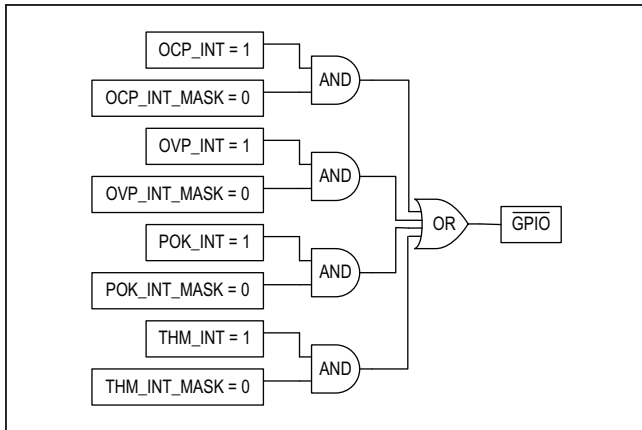 OCP_INT = 1
AND
OCP_INT_MASK = 0
OVP_INT = 1
AND
OVP_INT_MASK = 0
OR
GPIO
POK_INT = 1
AND
POK_INT_MASK = 0
THM_INT = 1
AND
THM_INT_MASK = 0